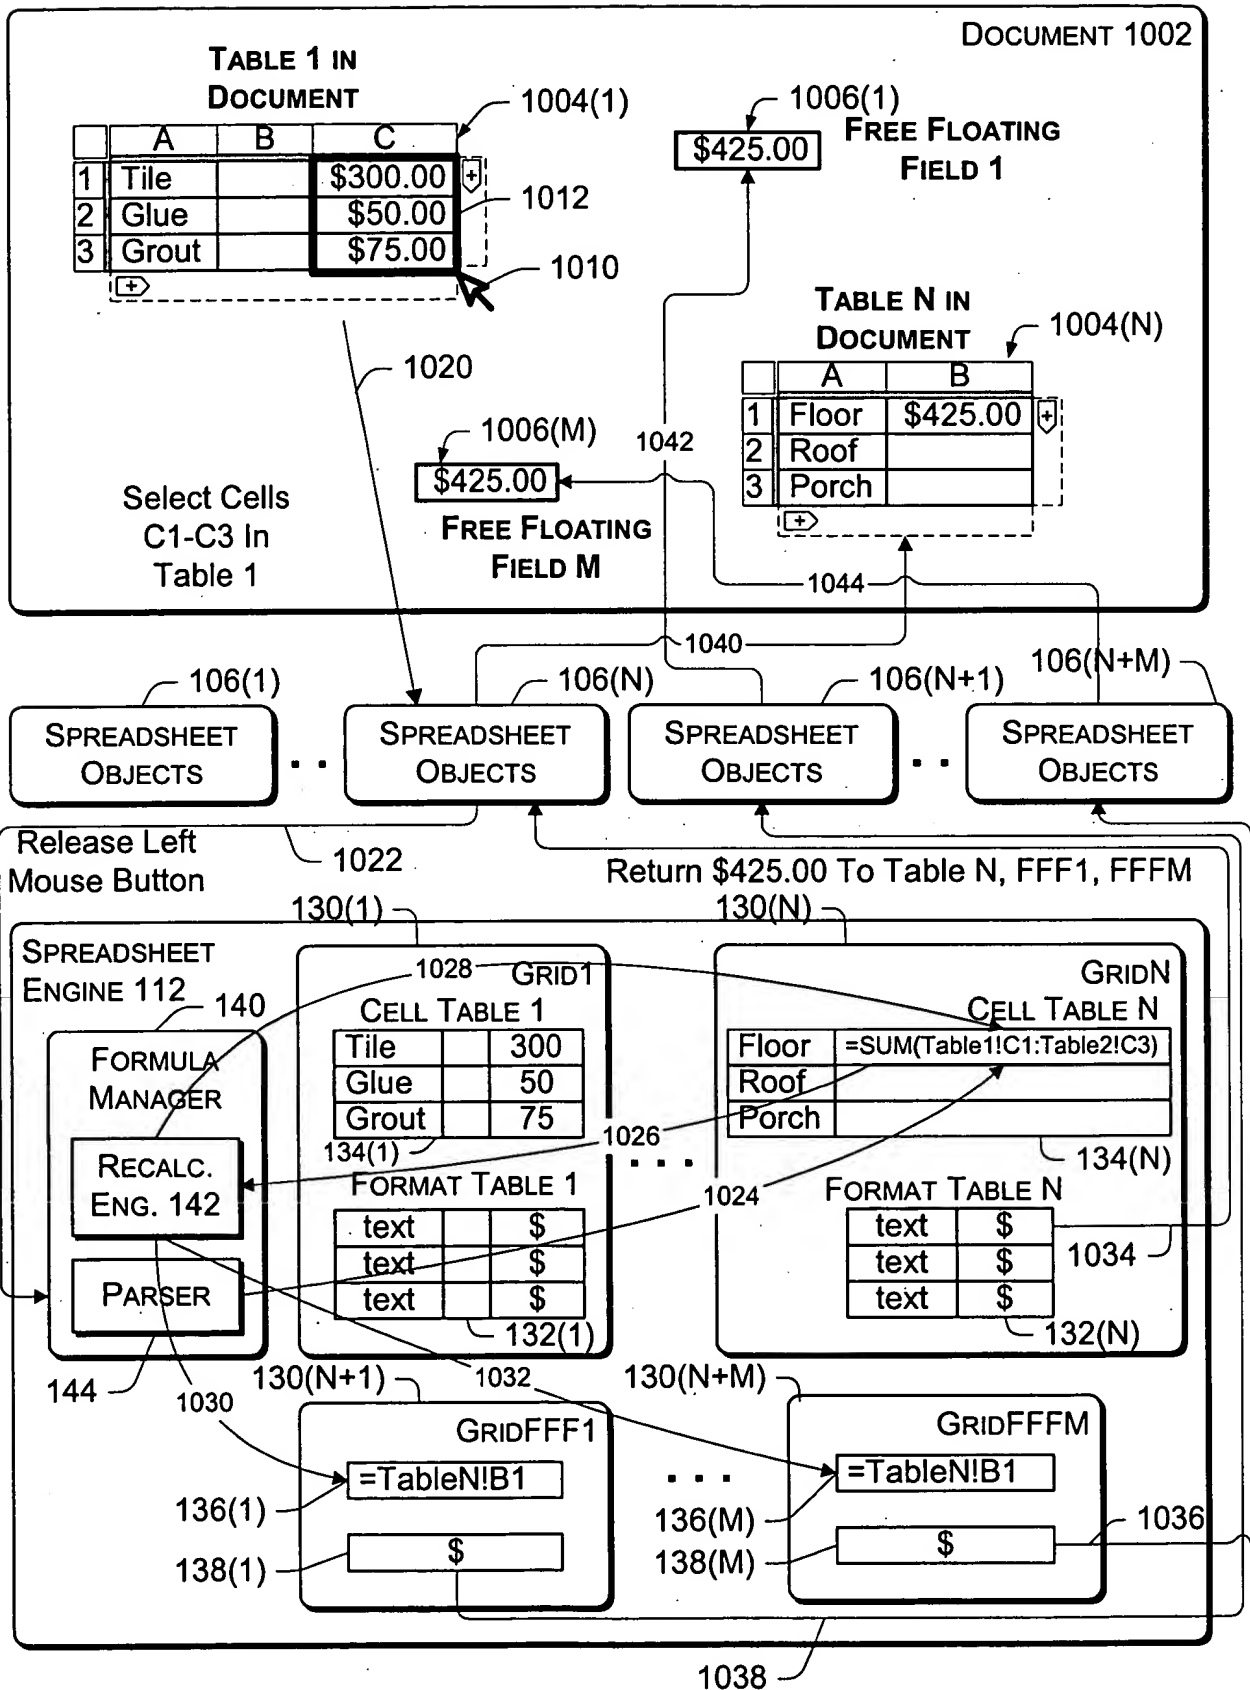 DOCUMENT 1002
TABLE 1 IN
DOCUMENT
1004(1)
A B C
1 Tile $300.00
2 Glue $50.00
3 Grout $75.00
1012
1010
1006(1)
$425.00
FREE FLOATING
FIELD 1
TABLE N IN
DOCUMENT
1004(N)
A B
1 Floor $425.00
2 Roof
3 Porch
1020
1042
1006(M)
$425.00
FREE FLOATING
FIELD M
Select Cells
C1-C3 In
Table 1
1044
1040
106(1)
106(N)
106(N+1)
106(N+M)
SPREADSHEET
OBJECTS
SPREADSHEET
OBJECTS
SPREADSHEET
OBJECTS
SPREADSHEET
OBJECTS
Release Left
Mouse Button
1022
Return $425.00 To Table N, FFF1, FFFM
130(1)
130(N)
SPREADSHEET
ENGINE 112
140
FORMULA
MANAGER
RECALC.
ENG. 142
PARSER
144
1028
GRID1
CELL TABLE 1
Tile 300
Glue 50
Grout 75
134(1)
FORMAT TABLE 1
text $
text $
text $
132(1)
1026
1024
GRIDN
CELL TABLE N
Floor =SUM(Table1!C1:Table2!C3)
Roof
Porch
134(N)
FORMAT TABLE N
text $
text $
text $
132(N)
1034
1030
1032
130(N+1)
GRIDFFF1
=TableN!B1
136(1)
$
138(1)
130(N+M)
GRIDFFFM
=TableN!B1
136(M)
$
138(M)
1036
1038